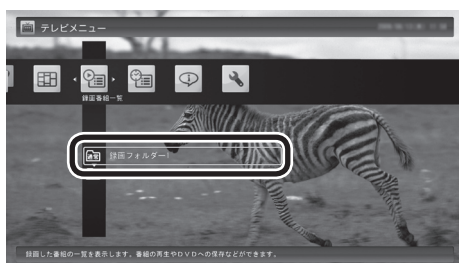 テレビメニュー
録画番組一覧
録画フォルダー
録画した番組の一覧を表示します。番組の再生やDVDへの保存などができます。